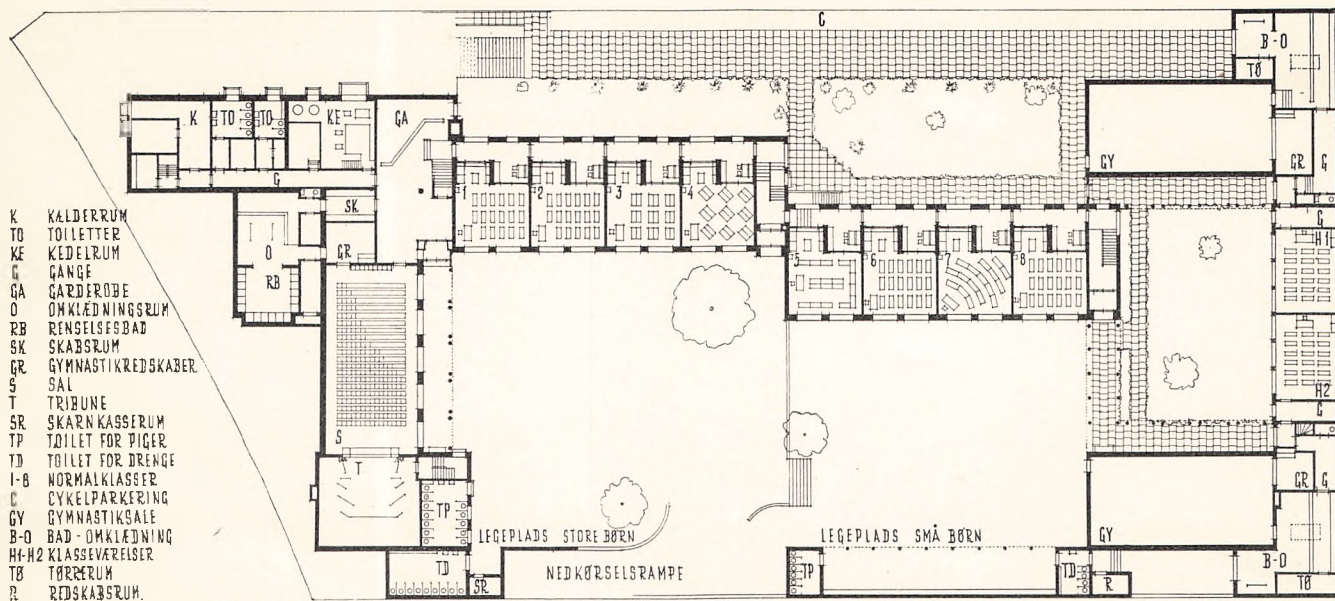 K KÆLDERRUM
TO TOILETTER
KE KEDELRUM
G GANGE
GA GARDEROBE
O OMKLÆDNINGSRUM
RB RENSELSESBAD
SK SKABSRUM
GR GYMNASTIKREDSKABER
S SAL
T TRIBUNE
SR SKARNKASSERUM
TP TOILET FOR PIGER
TD TOILET FOR DRENGE
1-8 NORMALKLASSER
C CYKELPARKERING
GY GYMNASTIKSALE
B-O BAD-OMKLÆDNING
H1-H2 KLASSEVÆRELSER
TØ TØRRERUM
R REDSKABSRUM.
C
B-O
TØ
K TO TO KE GA
GY
GR G
G
1 2 3 4
SK
G
H1
O
GR
5 6 7 8
RB
H2
G
S
T
GR G
TP
LEGEPLADS STORE BØRN
LEGEPLADS SMÅ BØRN
GY
B-O
TD
SR
NEDKØRSELSRAMPE
TP
TD
R
TØ